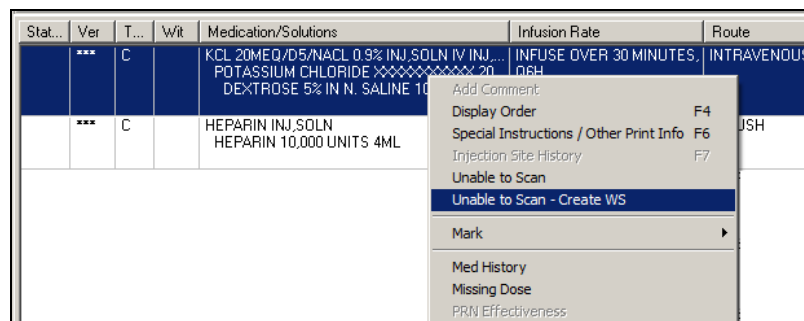 Stat... Ver T... Wit Medication/Solutions Infusion Rate Route
*** C KCL 20MEQ/D5/NACL 0.9% INJ,SOLN IV INJ,... INFUSE OVER 30 MINUTES, INTRAVENOUS
POTASSIUM CHLORIDE XXXXXXXXXXX 20 Q6H
DEXTROSE 5% IN N. SALINE 10
*** C HEPARIN INJ,SOLN USH
HEPARIN 10,000 UNITS 4ML
Add Comment
Display Order F4
Special Instructions / Other Print Info F6
Injection Site History F7
Unable to Scan
Unable to Scan - Create WS
Mark
Med History
Missing Dose
PRN Effectiveness